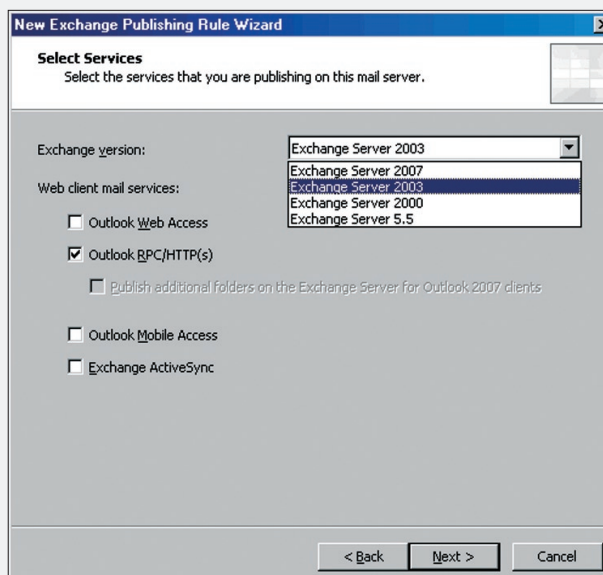 New Exchange Publishing Rule Wizard
Select Services
Select the services that you are publishing on this mail server.
Exchange version:
Exchange Server 2003
Exchange Server 2007
Exchange Server 2003
Exchange Server 2000
Exchange Server 5.5
Web client mail services:
Outlook Web Access
Outlook RPC/HTTP(s)
Publish additional folders on the Exchange Server for Outlook 2007 clients
Outlook Mobile Access
Exchange ActiveSync
< Back
Next >
Cancel